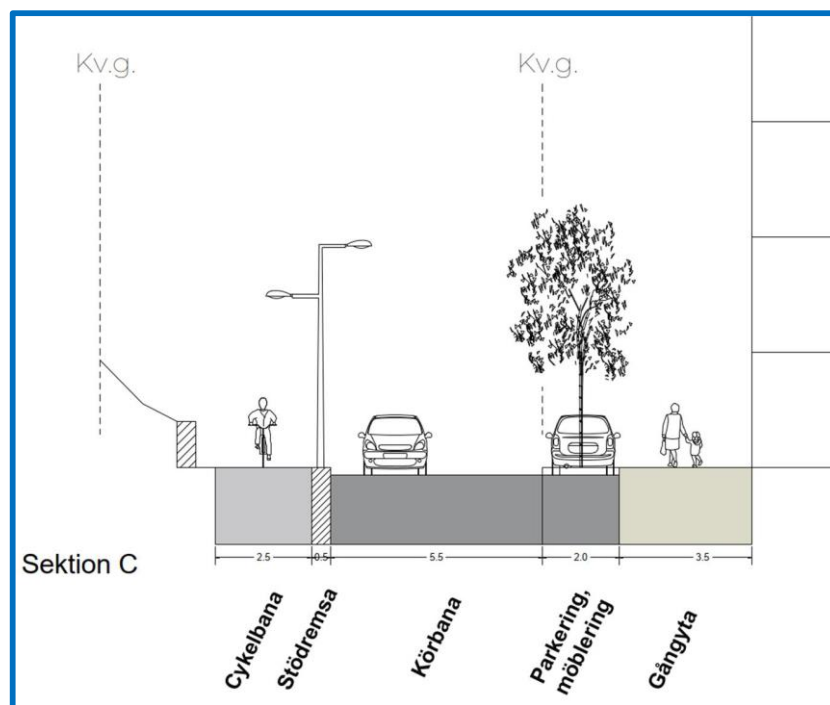 Kv.g.
Kv.g.
2.5
0.5
5.5
2.0
3.5
Sektion C
Cykelbana
Stödremsa
Körbana
Parkering,
möblering
Gångyta